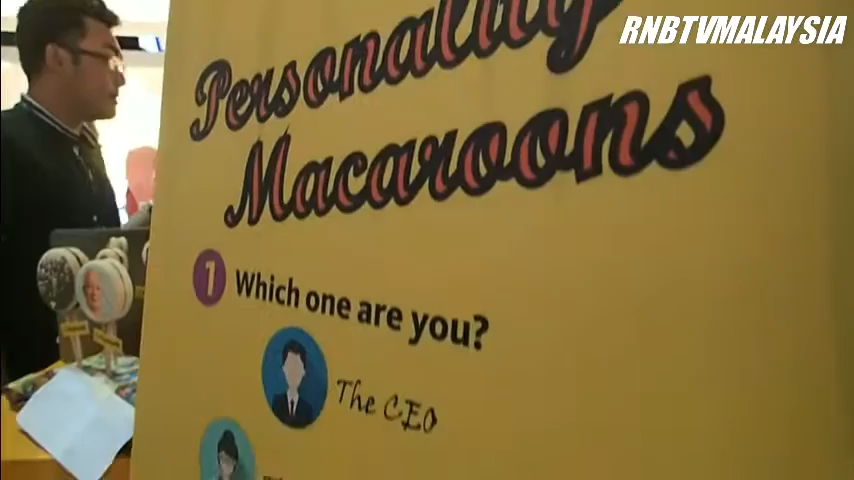 RNBTVMALAYSIA
Personality
Macaroons
1 Which one are you?
The CEO